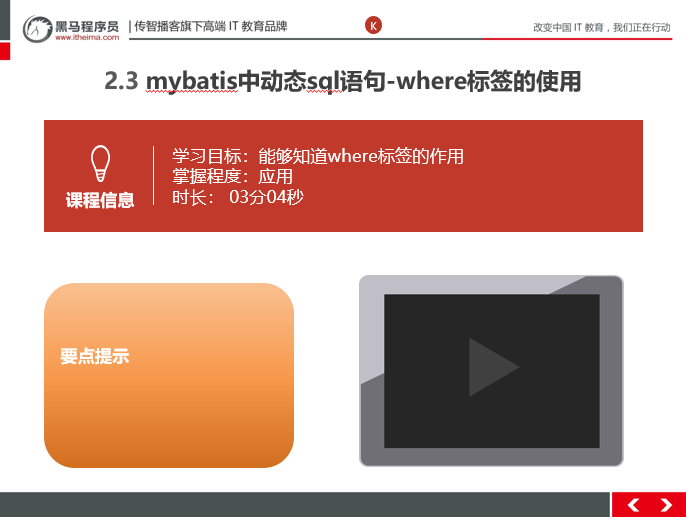 黑马程序员
www.itheima.com
传智播客旗下高端 IT 教育品牌
K
改变中国 IT 教育，我们正在行动
2.3 mybatis中动态sql语句-where标签的使用
课程信息
学习目标：能够知道where标签的作用
掌握程度：应用
时长： 03分04秒
要点提示